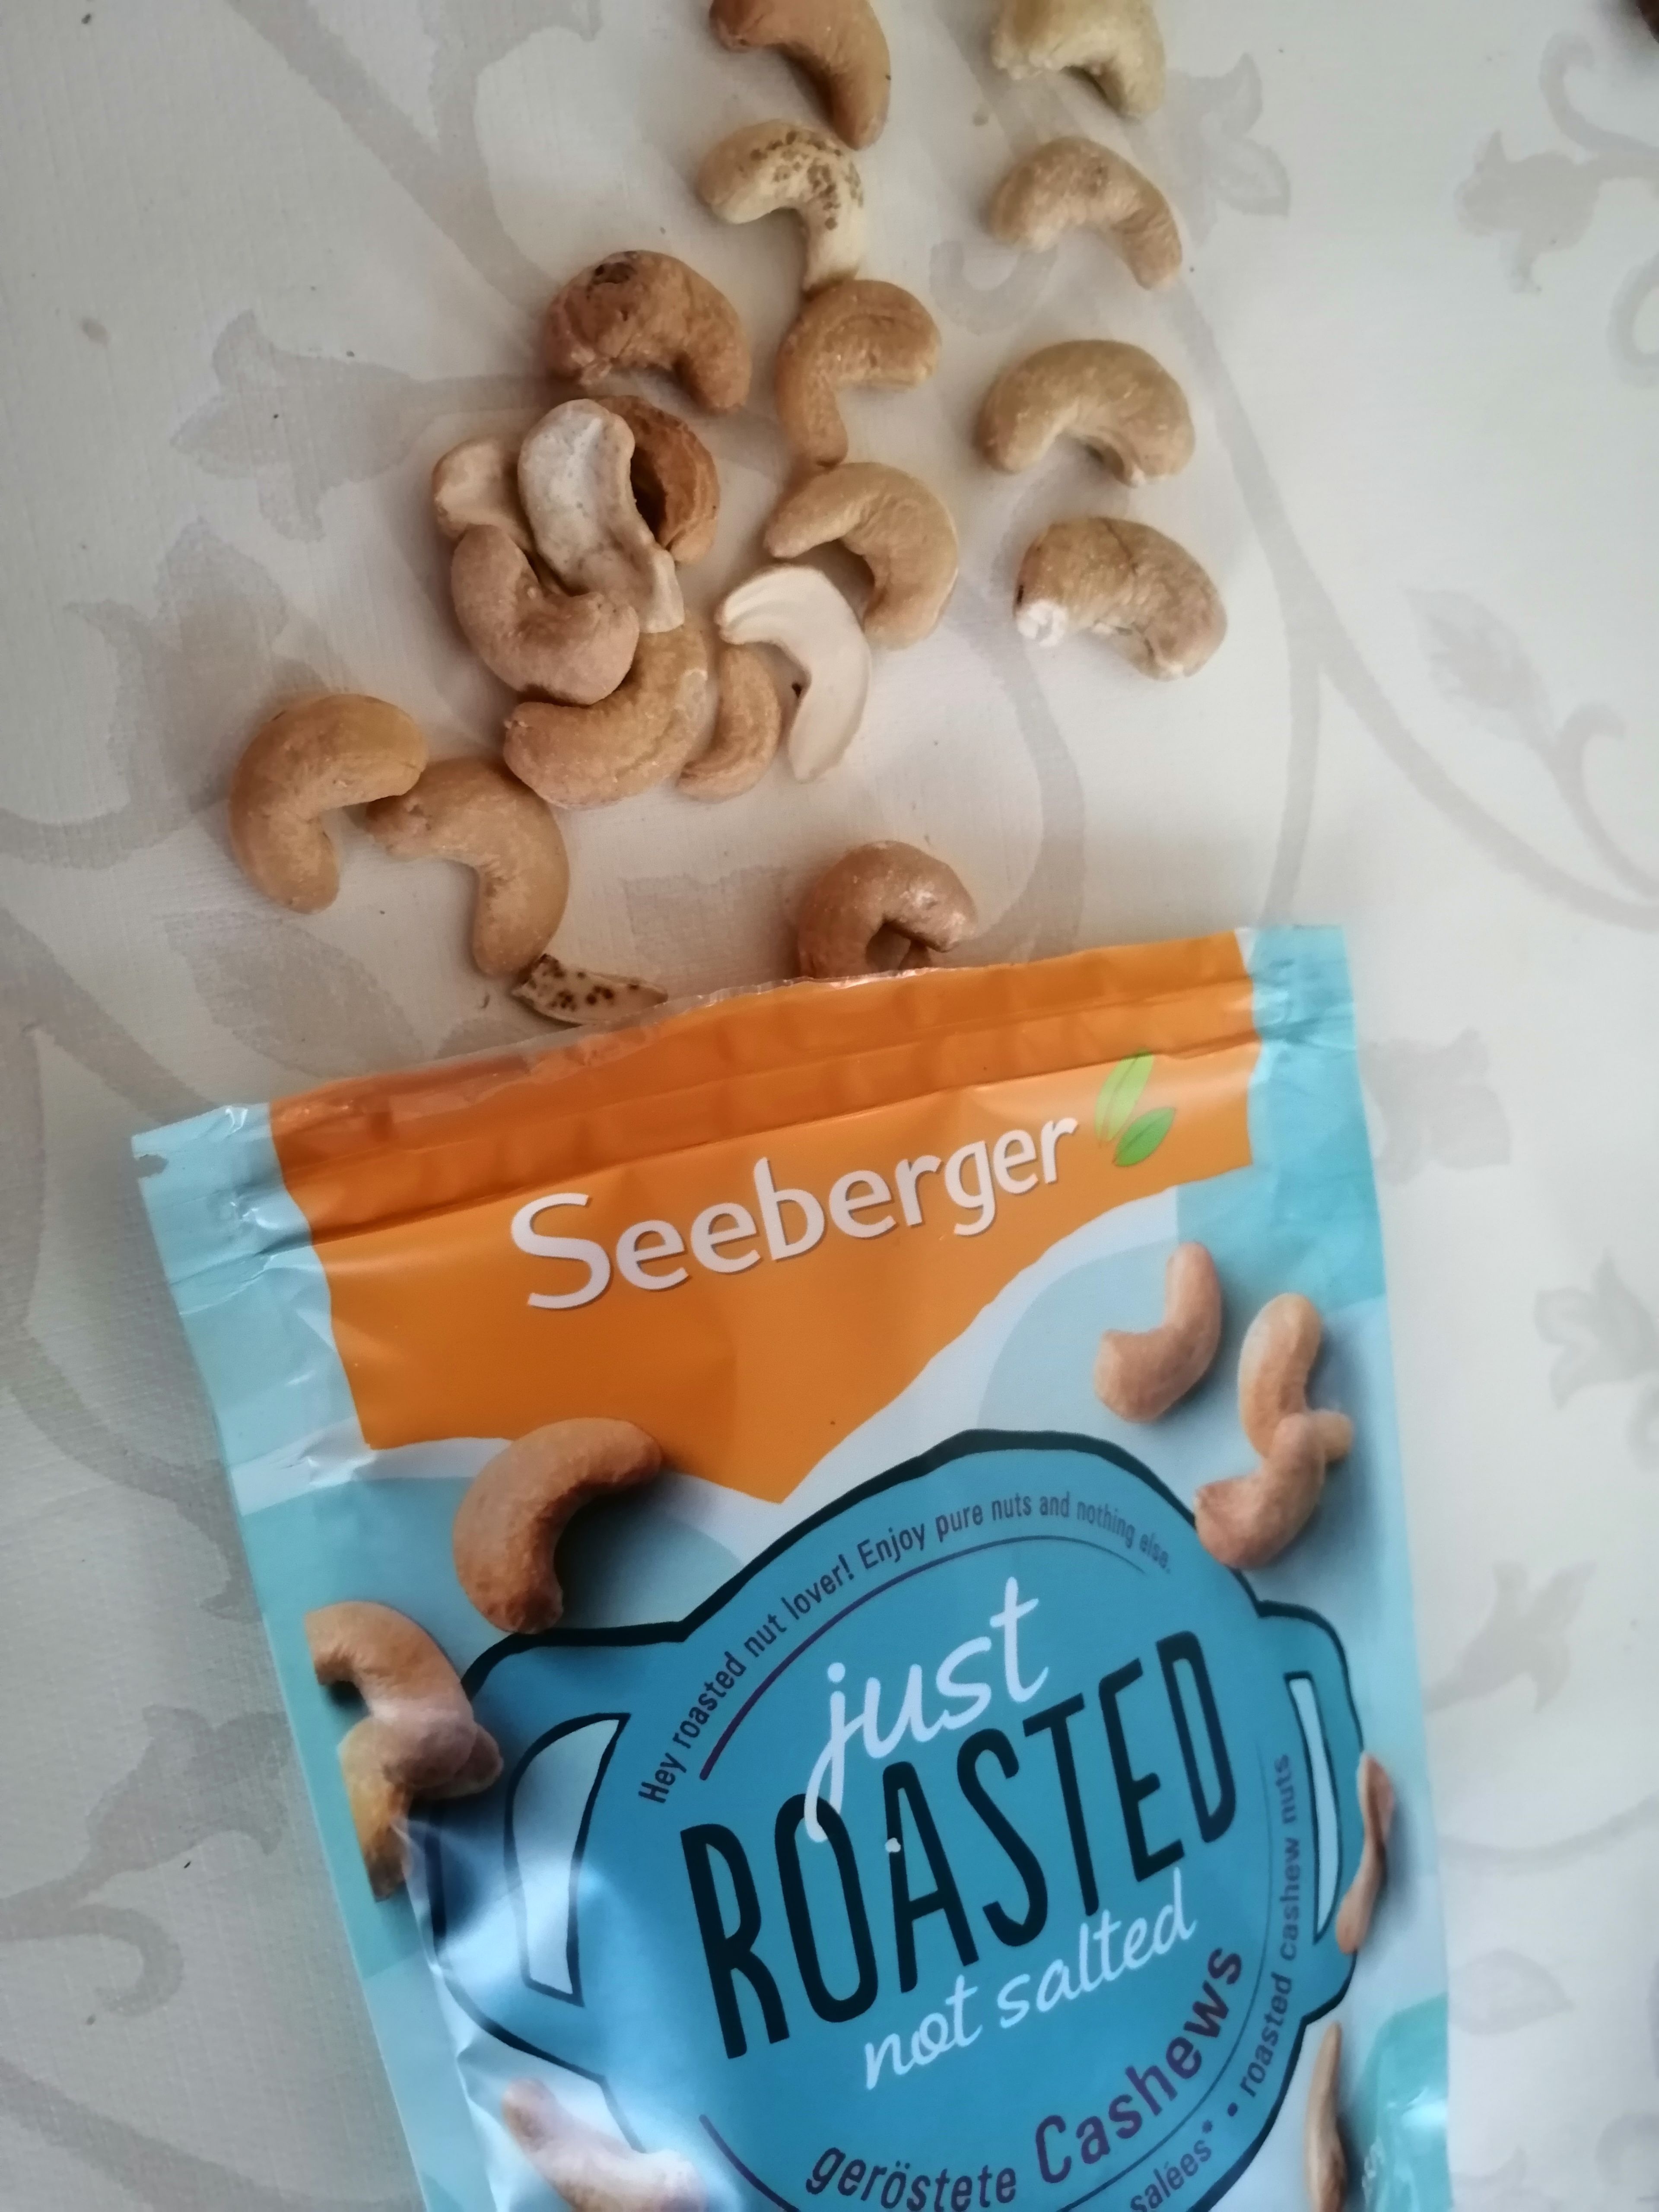 Seeberger
Hey roasted nut lover! Enjoy pure nuts and nothing else.
just
ROASTED
not salted
geröstete Cashews
salées* • roasted cashew nuts